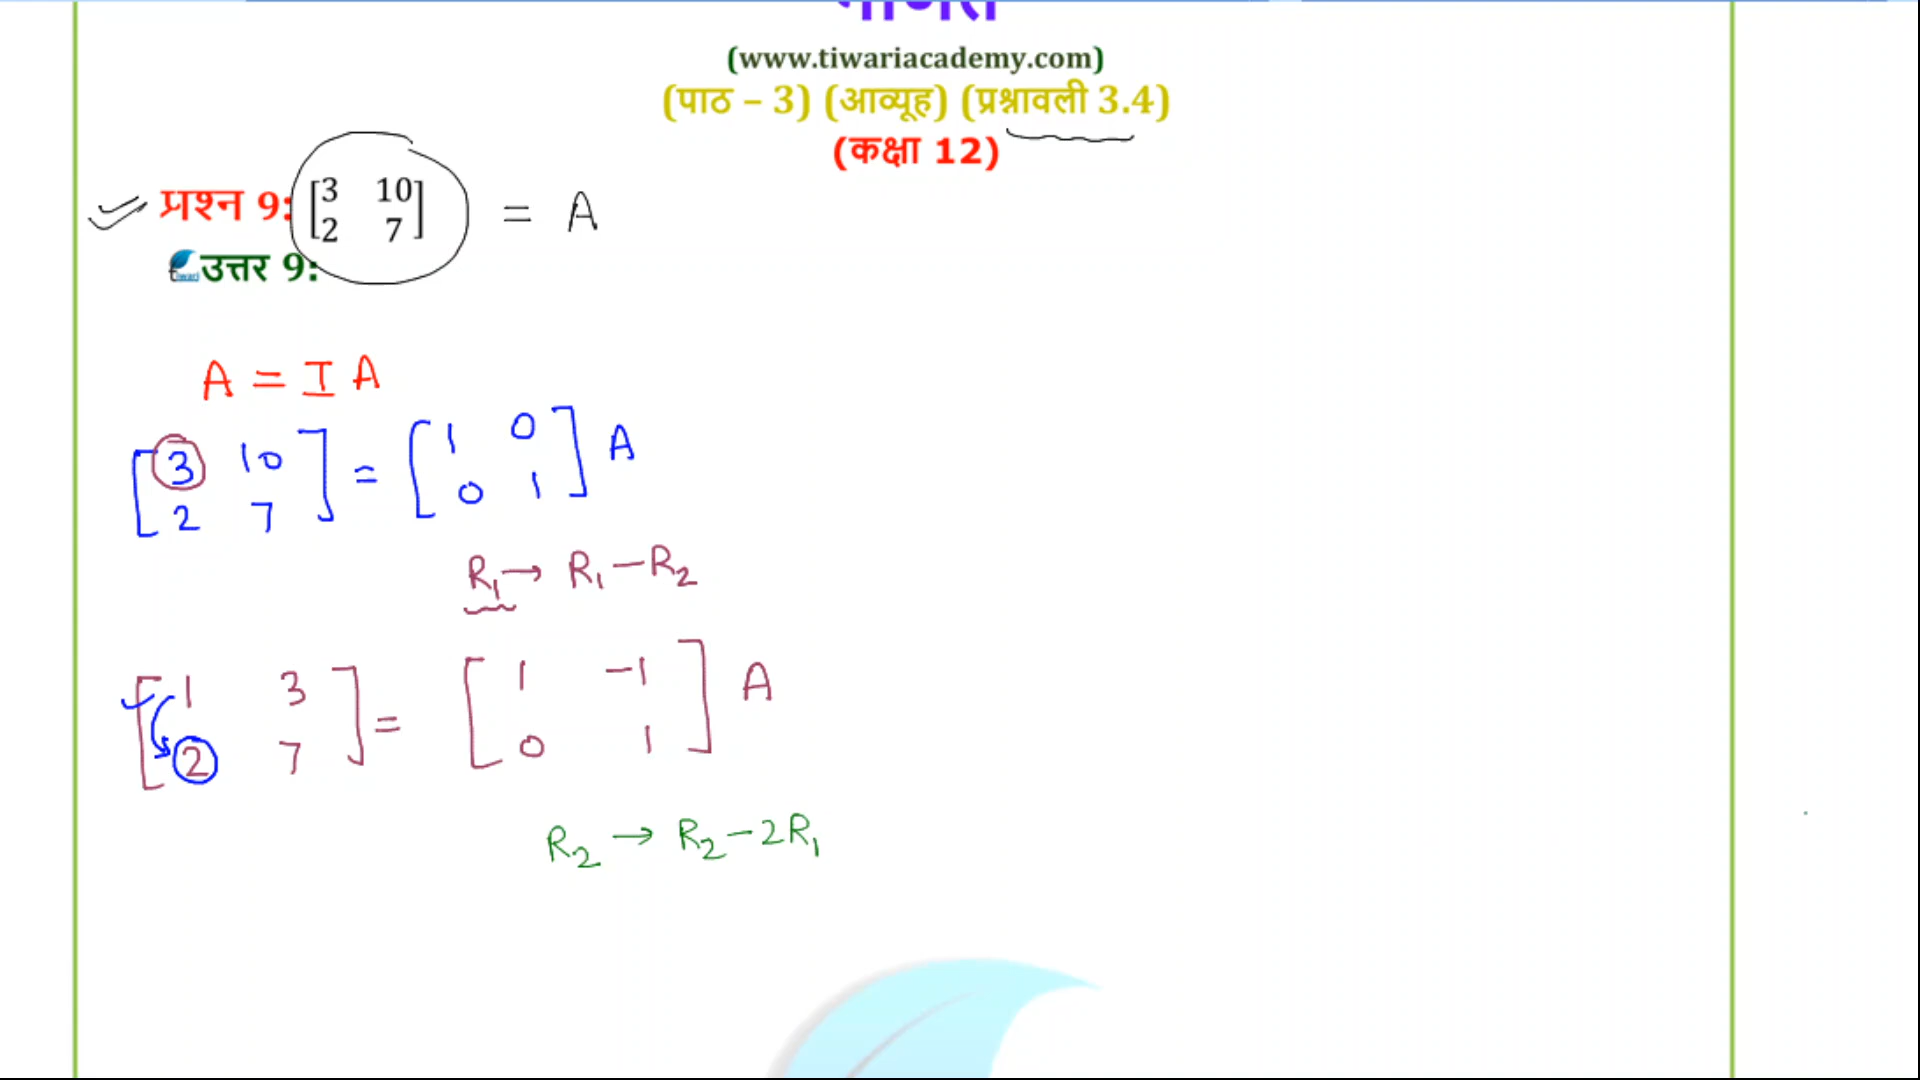 (www.tiwariacademy.com)
(पाठ – 3) (आव्यूह) (प्रश्नावली 3.4)
(कक्षा 12)
प्रश्न 9: [3 10] = A
[2 7]
उत्तर 9:
A = I A
[3 10] = [1 0] A
[2 7] [0 1]
R₁ → R₁ − R₂
[1 3] = [1 −1] A
[2 7] [0 1]
R₂ → R₂ − 2R₁